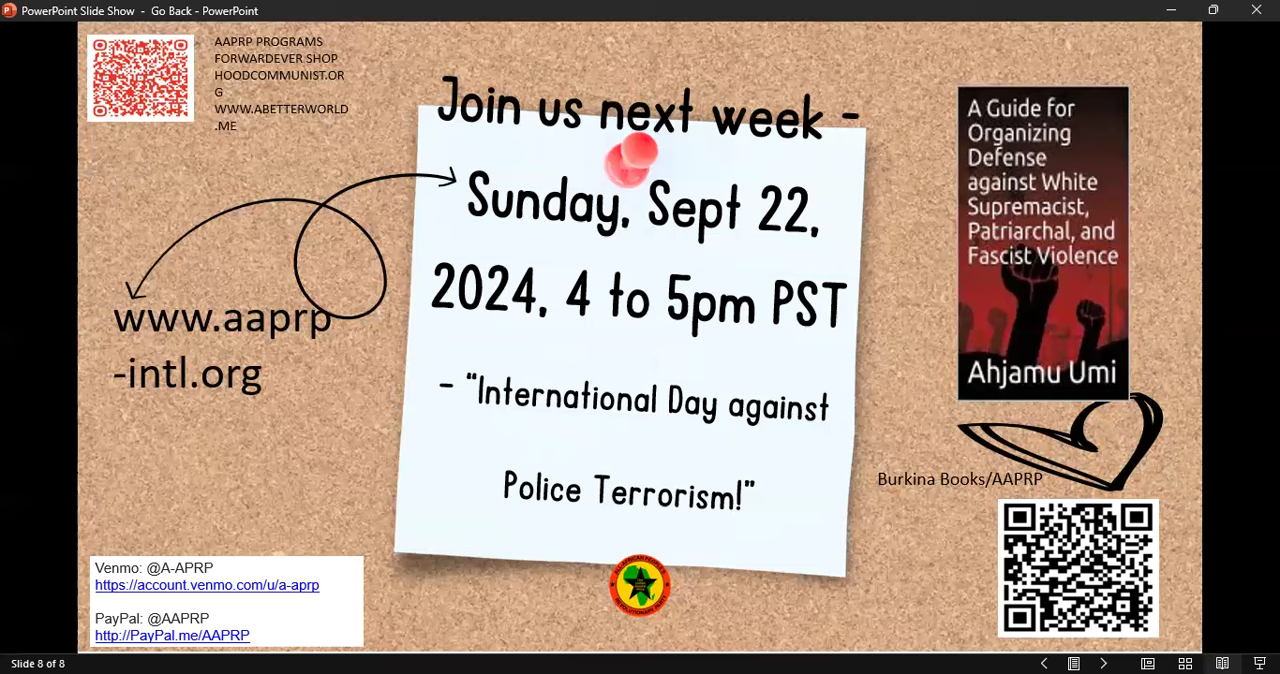 PowerPoint Slide Show - Go Back - PowerPoint
AAPRP PROGRAMS
FORWARDEVER SHOP
HOODCOMMUNIST.OR
G
WWW.ABETTERWORLD
.ME
Join us next week -
Sunday, Sept 22,
2024, 4 to 5pm PST
- “International Day against
Police Terrorism!”
www.aaprp
-intl.org
A Guide for
Organizing
Defense
against White
Supremacist,
Patriarchal, and
Fascist Violence
Ahjamu Umi
Burkina Books/AAPRP
Venmo: @A-APRP
https://account.venmo.com/u/a-aprp
PayPal: @AAPRP
http://PayPal.me/AAPRP
Slide 8 of 8